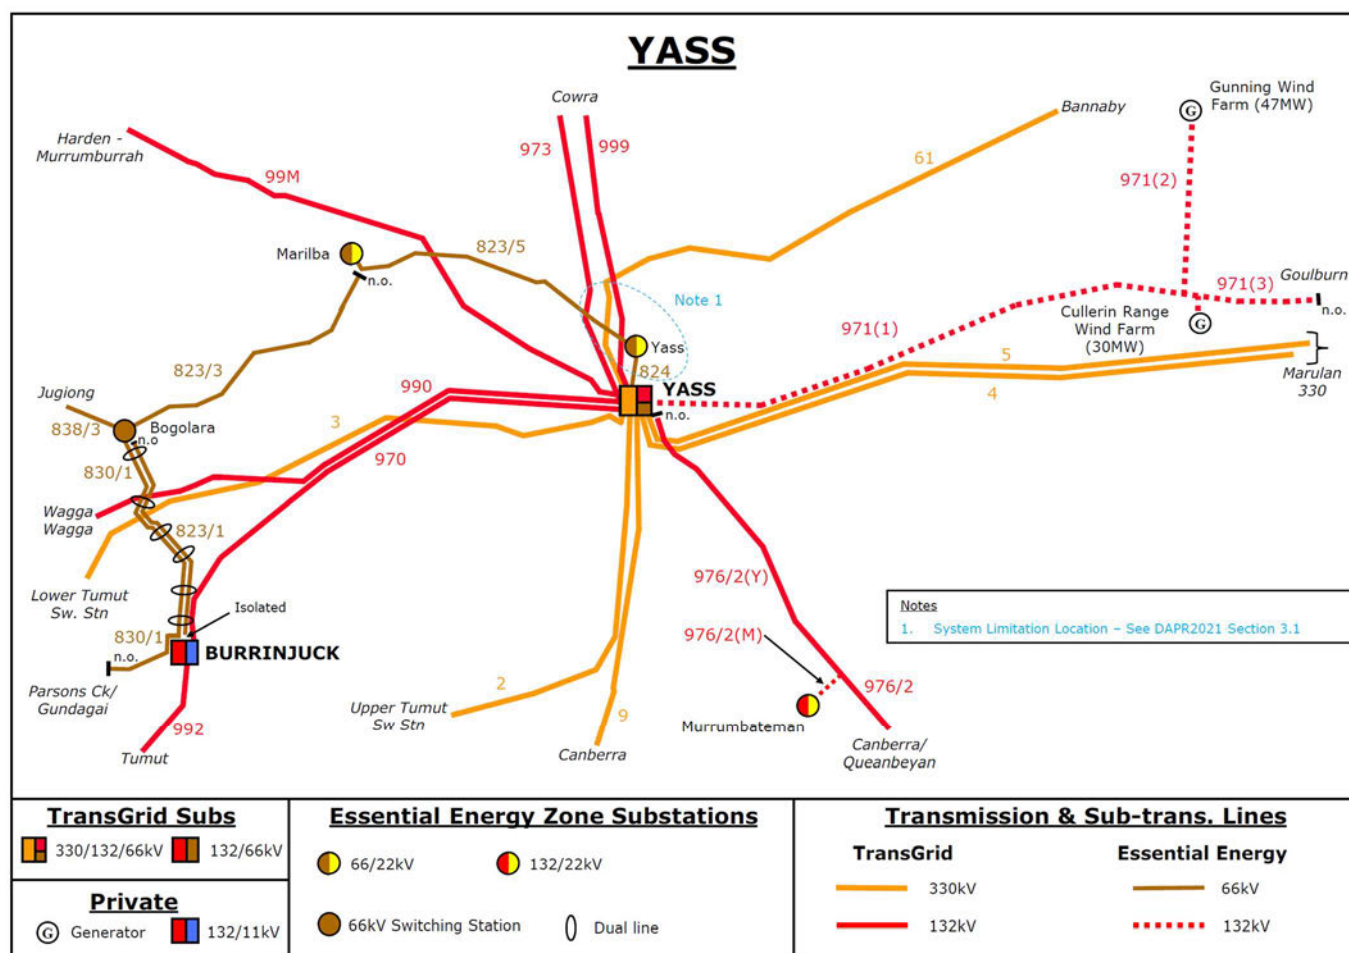 YASS
Cowra
Bannaby
Gunning Wind
Farm (47MW)
Harden -
Murrumburrah
99M
973
999
61
971(2)
Marilba
n.o.
823/5
Note 1
Goulburn
971(3)
n.o.
Cullerin Range
Wind Farm
(30MW)
971(1)
Yass
824
YASS
n.o.
5
4
Marulan
330
823/3
990
Jugiong
838/3
Bogolara
n.o
3
970
830/1
Wagga
Wagga
823/1
Lower Tumut
Sw. Stn
Isolated
830/1
n.o.
BURRINJUCK
Parsons Ck/
Gundagai
992
Tumut
2
Upper Tumut
Sw Stn
9
Canberra
976/2(Y)
976/2(M)
976/2
Murrumbateman
Canberra/
Queanbeyan
Notes
1. System Limitation Location – See DAPR2021 Section 3.1
TransGrid Subs
330/132/66kV
132/66kV
Private
G Generator
132/11kV
Essential Energy Zone Substations
66/22kV
132/22kV
66kV Switching Station
Dual line
Transmission & Sub-trans. Lines
TransGrid
Essential Energy
330kV
66kV
132kV
132kV
G
G